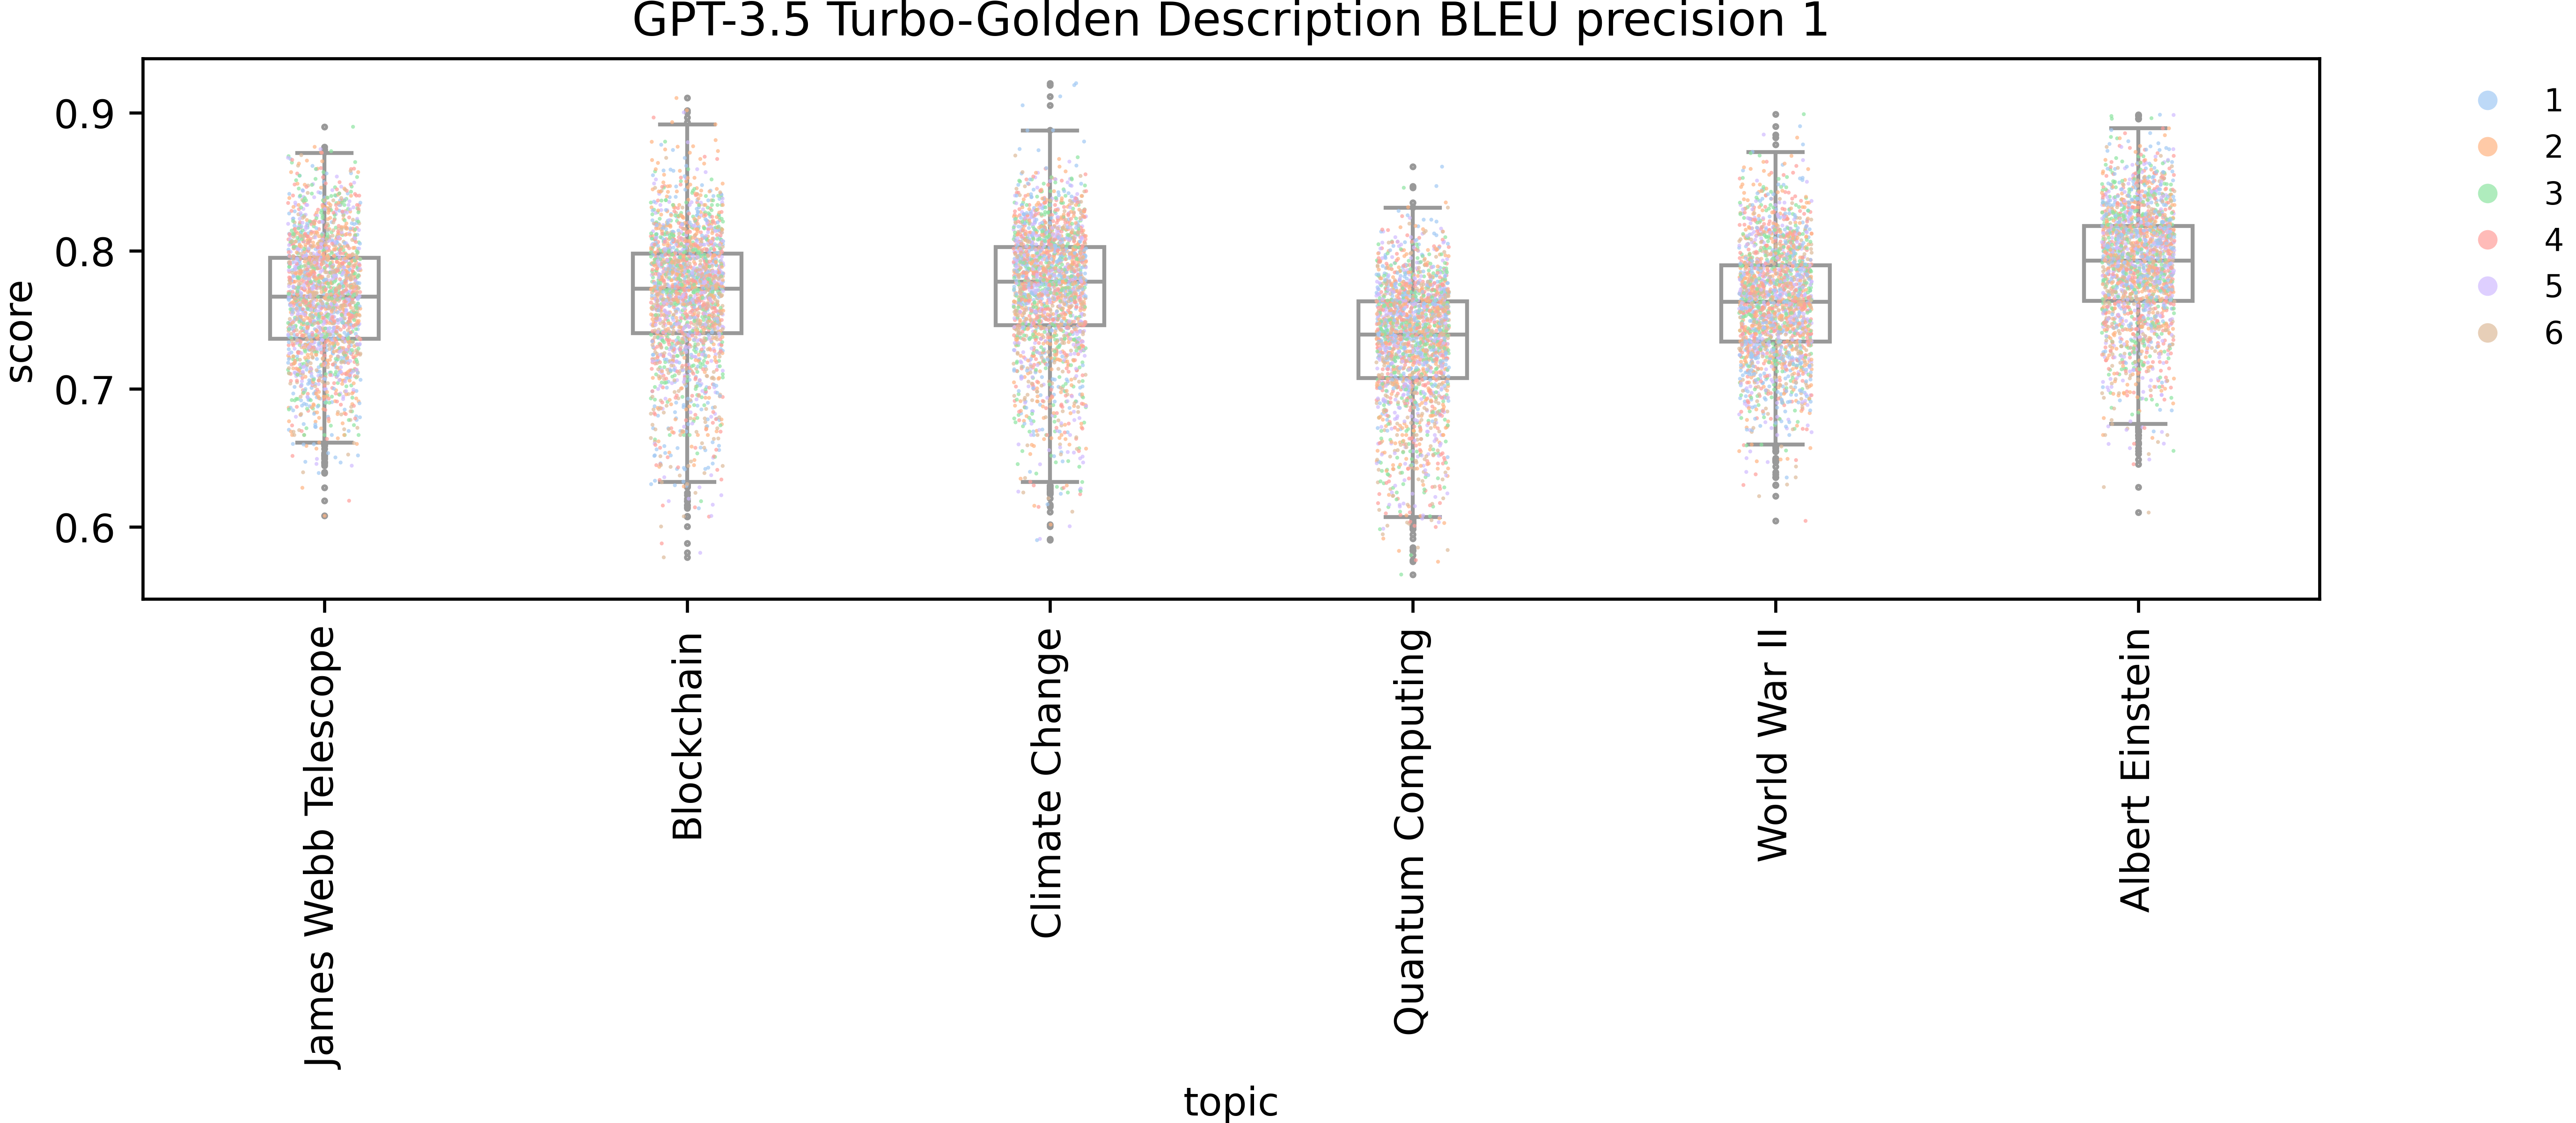 GPT-3.5 Turbo-Golden Description BLEU precision 1
score
0.9
0.8
0.7
0.6
1
2
3
4
5
6
James Webb Telescope
Blockchain
Climate Change
Quantum Computing
World War II
Albert Einstein
topic